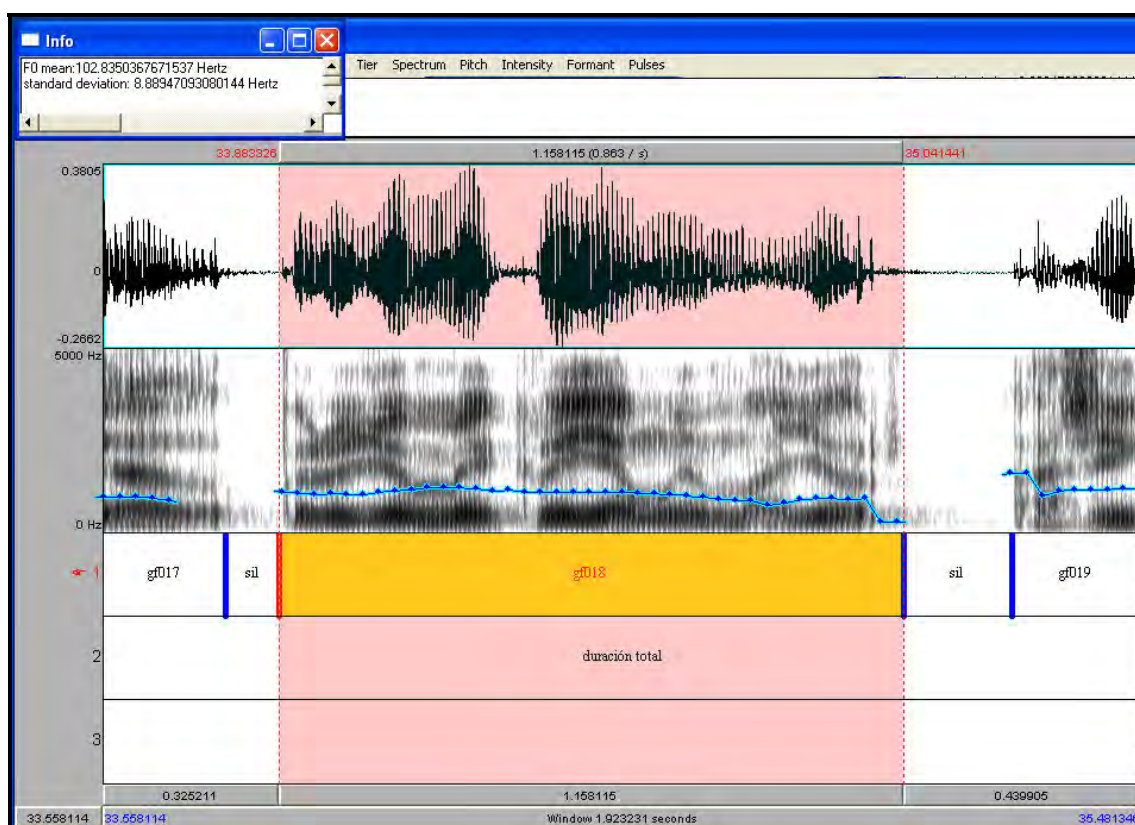 Info
F0 mean:102.8350367671537 Hertz
standard deviation: 8.88947093080144 Hertz
Tier Spectrum Pitch Intensity Formant Pulses
33.883326 1.158115 (0.863 / s) 35.041441
0.3805
0
-0.2662
5000 Hz
0 Hz
1 gf017 sil gf018 sil gf019
2 duración total
3
0.325211 1.158115 0.439905
33.558114 33.558114 Window 1.923231 seconds 35.481346